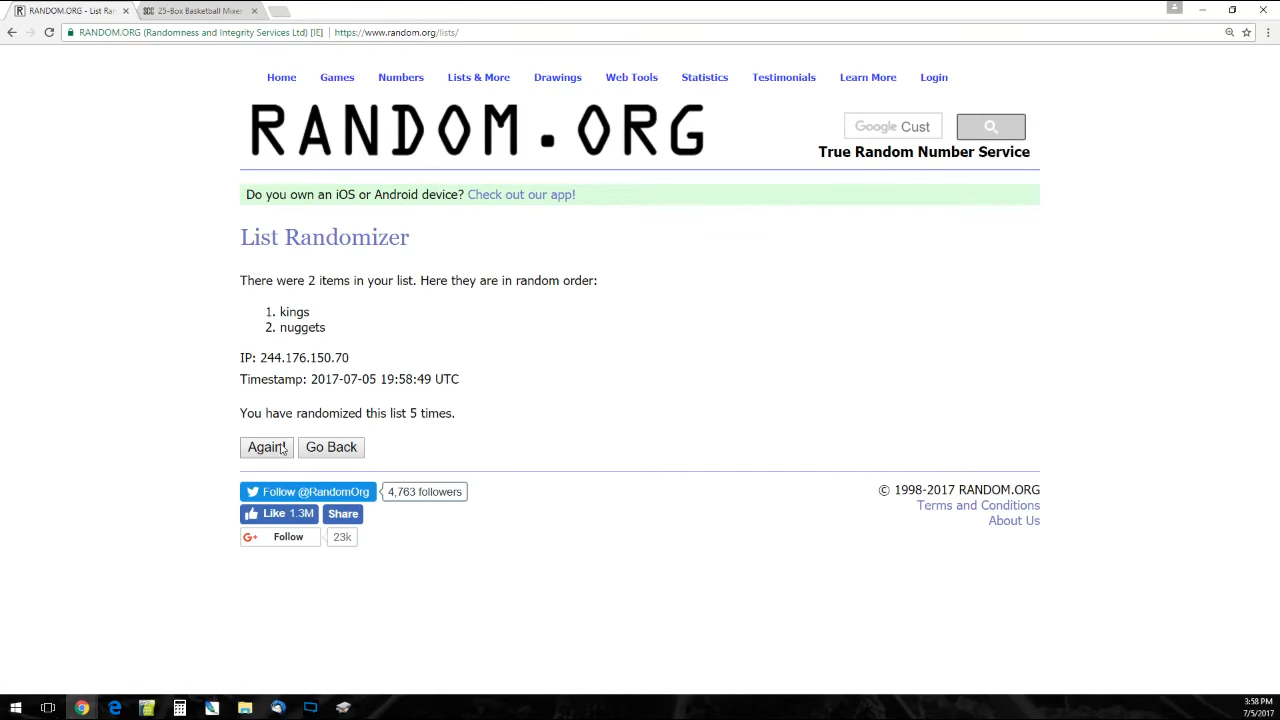 RANDOM.ORG - List Ran
25-Box Basketball Mixer
RANDOM.ORG (Randomness and Integrity Services Ltd) [IE]
https://www.random.org/lists/
Home Games Numbers Lists & More Drawings Web Tools Statistics Testimonials Learn More Login
RANDOM.ORG
Google Cust
True Random Number Service
Do you own an iOS or Android device? Check out our app!
List Randomizer
There were 2 items in your list. Here they are in random order:
1. kings
2. nuggets
IP: 244.176.150.70
Timestamp: 2017-07-05 19:58:49 UTC
You have randomized this list 5 times.
Again! Go Back
Follow @RandomOrg 4,763 followers
Like 1.3M Share
G+ Follow 23k
© 1998-2017 RANDOM.ORG
Terms and Conditions
About Us
3:58 PM
7/5/2017